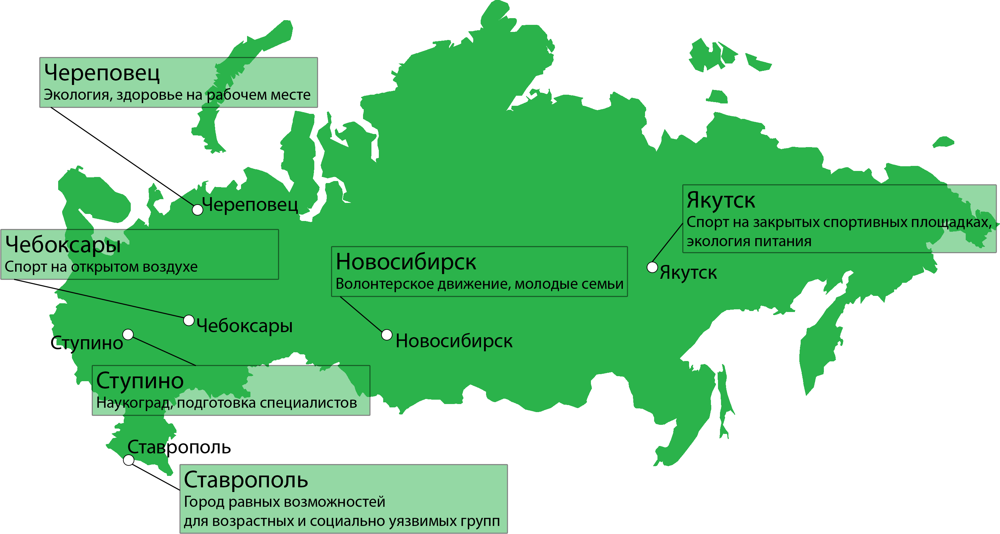 Череповец
Экология, здоровье на рабочем месте
Череповец
Якутск
Спорт на закрытых спортивных площадках,
экология питания
Якутск
Чебоксары
Спорт на открытом воздухе
Чебоксары
Новосибирск
Волонтерское движение, молодые семьи
Новосибирск
Ступино
Ступино
Наукоград, подготовка специалистов
Ставрополь
Ставрополь
Город равных возможностей
для возрастных и социально уязвимых групп